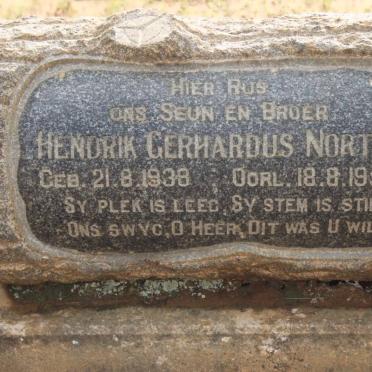 Hier Rus
ons Seun en Broer
Hendrik Gerhardus Nort
Geb. 21.8.1938 Oorl. 18.8.19
Sy plek is leeg, Sy stem is sti
Ons swyg, O Heer, Dit was U wil